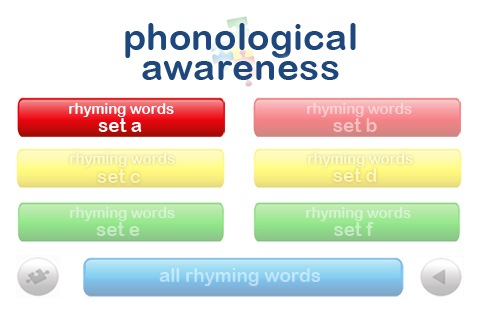 phonological
awareness
rhyming words
set a
rhyming words
set b
rhyming words
set c
rhyming words
set d
rhyming words
set e
rhyming words
set f
all rhyming words